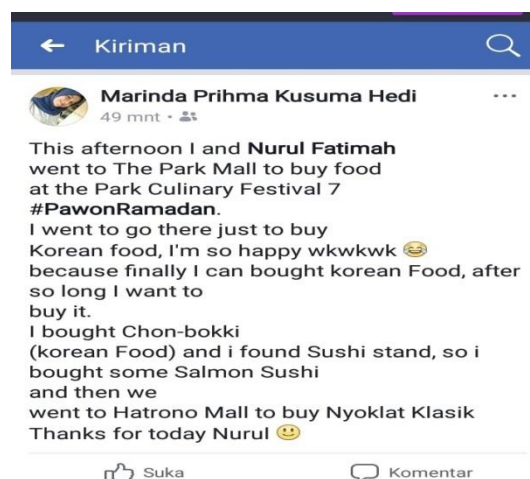 Kiriman
Marinda Prihma Kusuma Hedi
49 mnt
This afternoon I and Nurul Fatimah
went to The Park Mall to buy food
at the Park Culinary Festival 7
#PawonRamadan.
I went to go there just to buy
Korean food, I'm so happy wkwkwk 😂
because finally I can bought korean Food, after
so long I want to
buy it.
I bought Chon-bokki
(korean Food) and i found Sushi stand, so i
bought some Salmon Sushi
and then we
went to Hatrono Mall to buy Nyoklat Klasik
Thanks for today Nurul 🙂
Suka Komentar